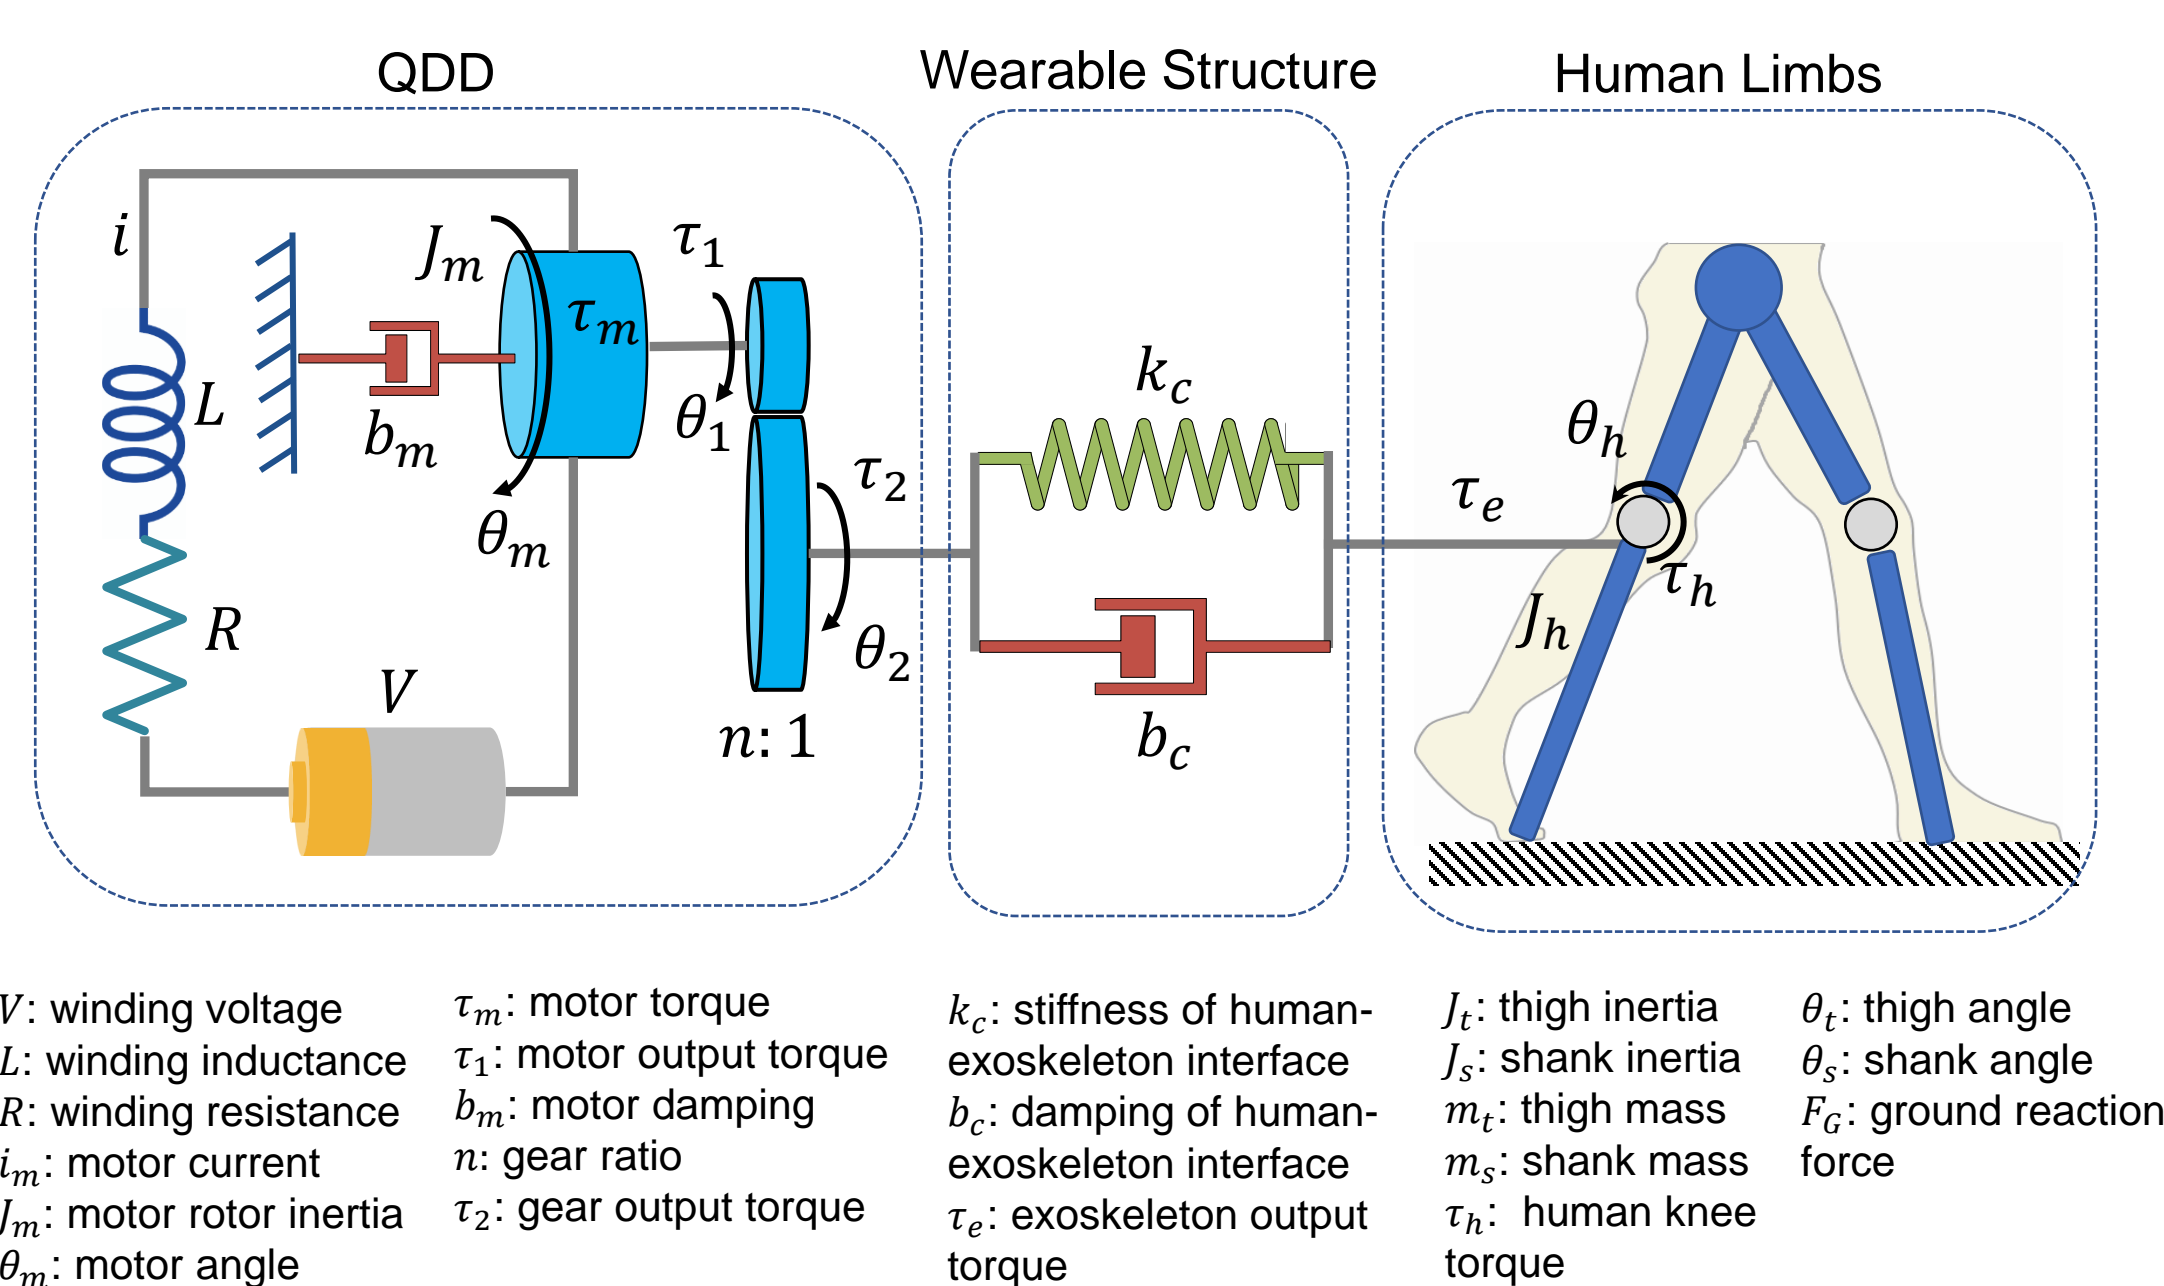 QDD
Wearable Structure
Human Limbs
i
J_m
τ_m
τ_1
L
b_m
θ_m
θ_1
τ_2
k_c
τ_e
θ_h
τ_h
J_h
R
V
θ_2
n: 1
b_c
V: winding voltage
L: winding inductance
R: winding resistance
i_m: motor current
J_m: motor rotor inertia
θ_m: motor angle
τ_m: motor torque
τ_1: motor output torque
b_m: motor damping
n: gear ratio
τ_2: gear output torque
k_c: stiffness of human-
exoskeleton interface
b_c: damping of human-
exoskeleton interface
τ_e: exoskeleton output
torque
J_t: thigh inertia
J_s: shank inertia
m_t: thigh mass
m_s: shank mass
τ_h: human knee
torque
θ_t: thigh angle
θ_s: shank angle
F_G: ground reaction
force